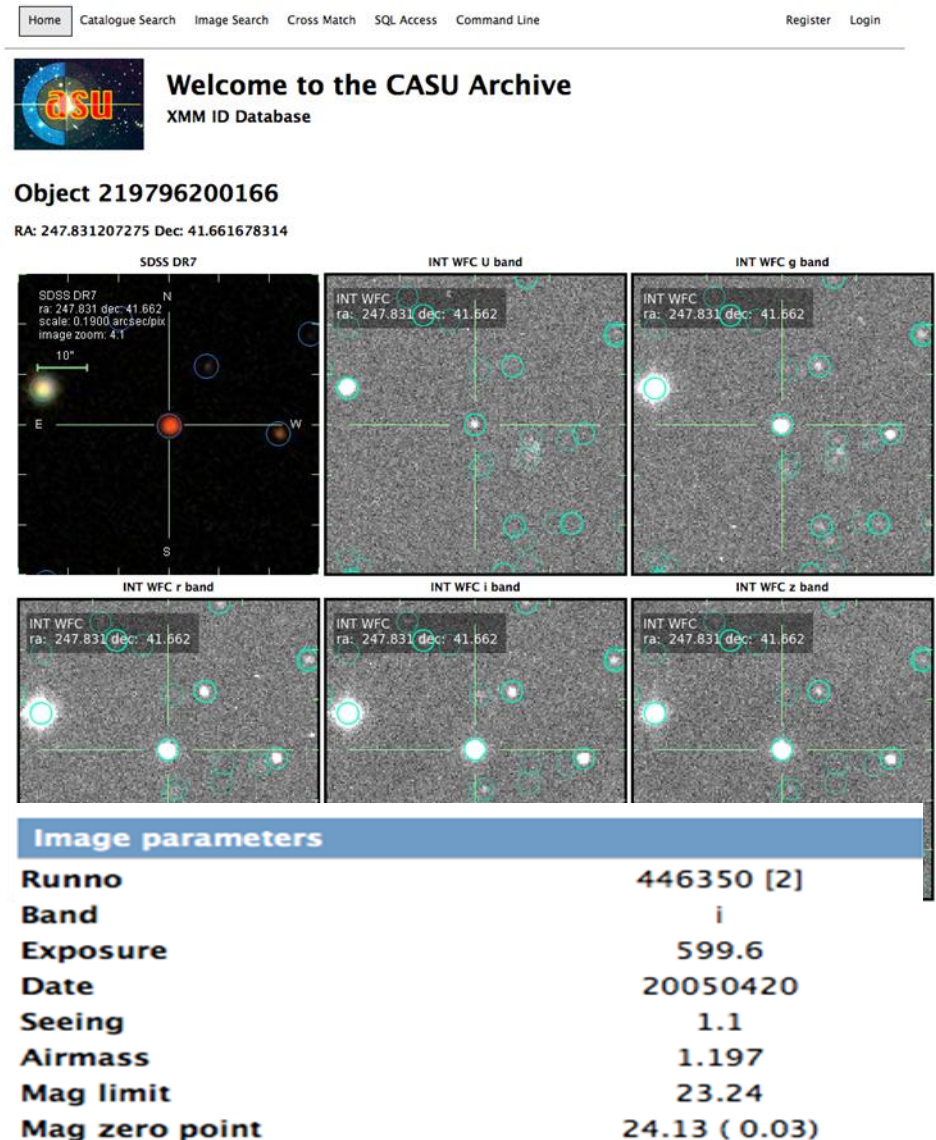 Home Catalogue Search Image Search Cross Match SQL Access Command Line Register Login
asu
Welcome to the CASU Archive
XMM ID Database
Object 219796200166
RA: 247.831207275 Dec: 41.661678314
SDSS DR7 INT WFC U band INT WFC g band
SDSS DR7
ra: 247.831 dec: 41.662
scale: 0.1900 arcsec/pix
image zoom: 4.1
10"
N
E
W
S
INT WFC
ra: 247.831 dec: 41.662
INT WFC
ra: 247.831 dec: 41.662
INT WFC r band INT WFC i band INT WFC z band
INT WFC
ra: 247.831 dec: 41.662
INT WFC
ra: 247.831 dec: 41.662
INT WFC
ra: 247.831 dec: 41.662
Image parameters
Runno 446350 [2]
Band i
Exposure 599.6
Date 20050420
Seeing 1.1
Airmass 1.197
Mag limit 23.24
Mag zero point 24.13 ( 0.03)